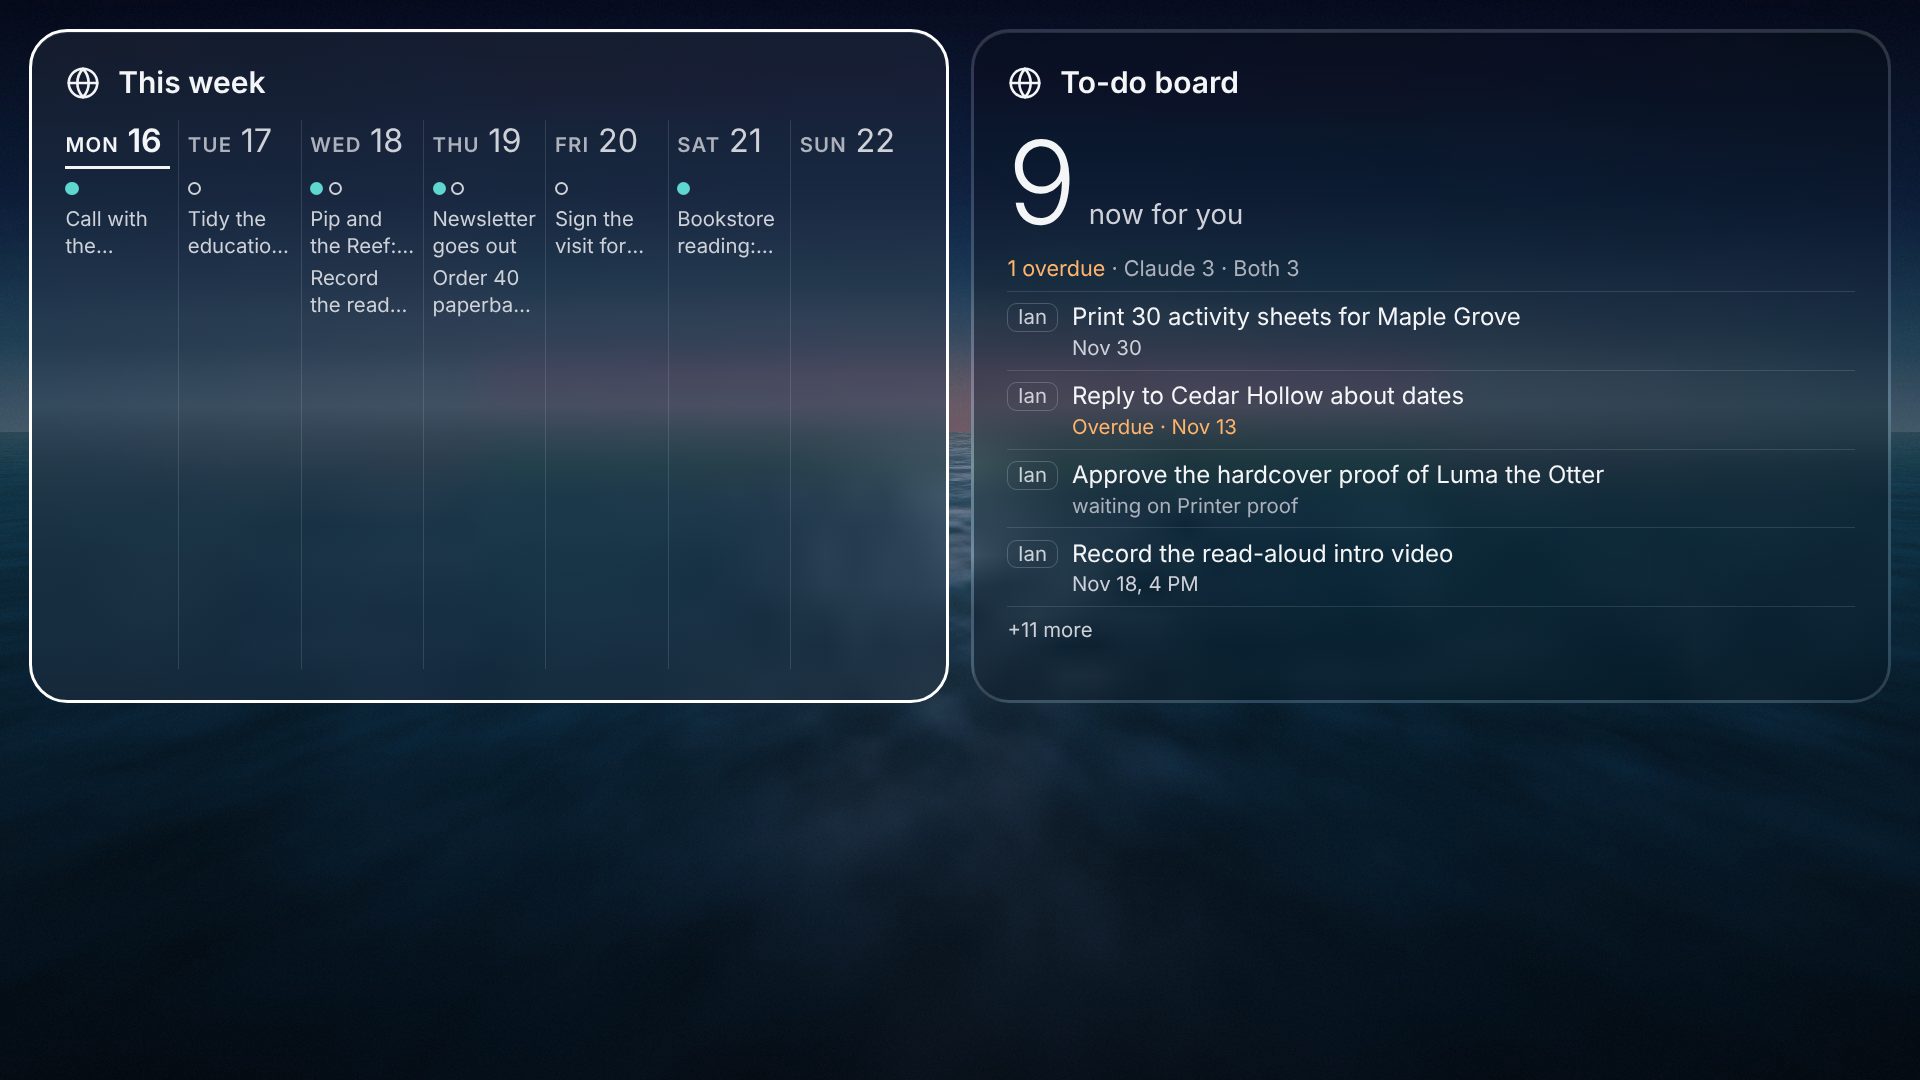 This week
MON 16
Call with
the...
TUE 17
Tidy the
educatio...
WED 18
Pip and
the Reef:...
Record
the read...
THU 19
Newsletter
goes out
Order 40
paperba...
FRI 20
Sign the
visit for...
SAT 21
Bookstore
reading:...
SUN 22
To-do board
9 now for you
1 overdue · Claude 3 · Both 3
Ian Print 30 activity sheets for Maple Grove
Nov 30
Ian Reply to Cedar Hollow about dates
Overdue · Nov 13
Ian Approve the hardcover proof of Luma the Otter
waiting on Printer proof
Ian Record the read-aloud intro video
Nov 18, 4 PM
+11 more